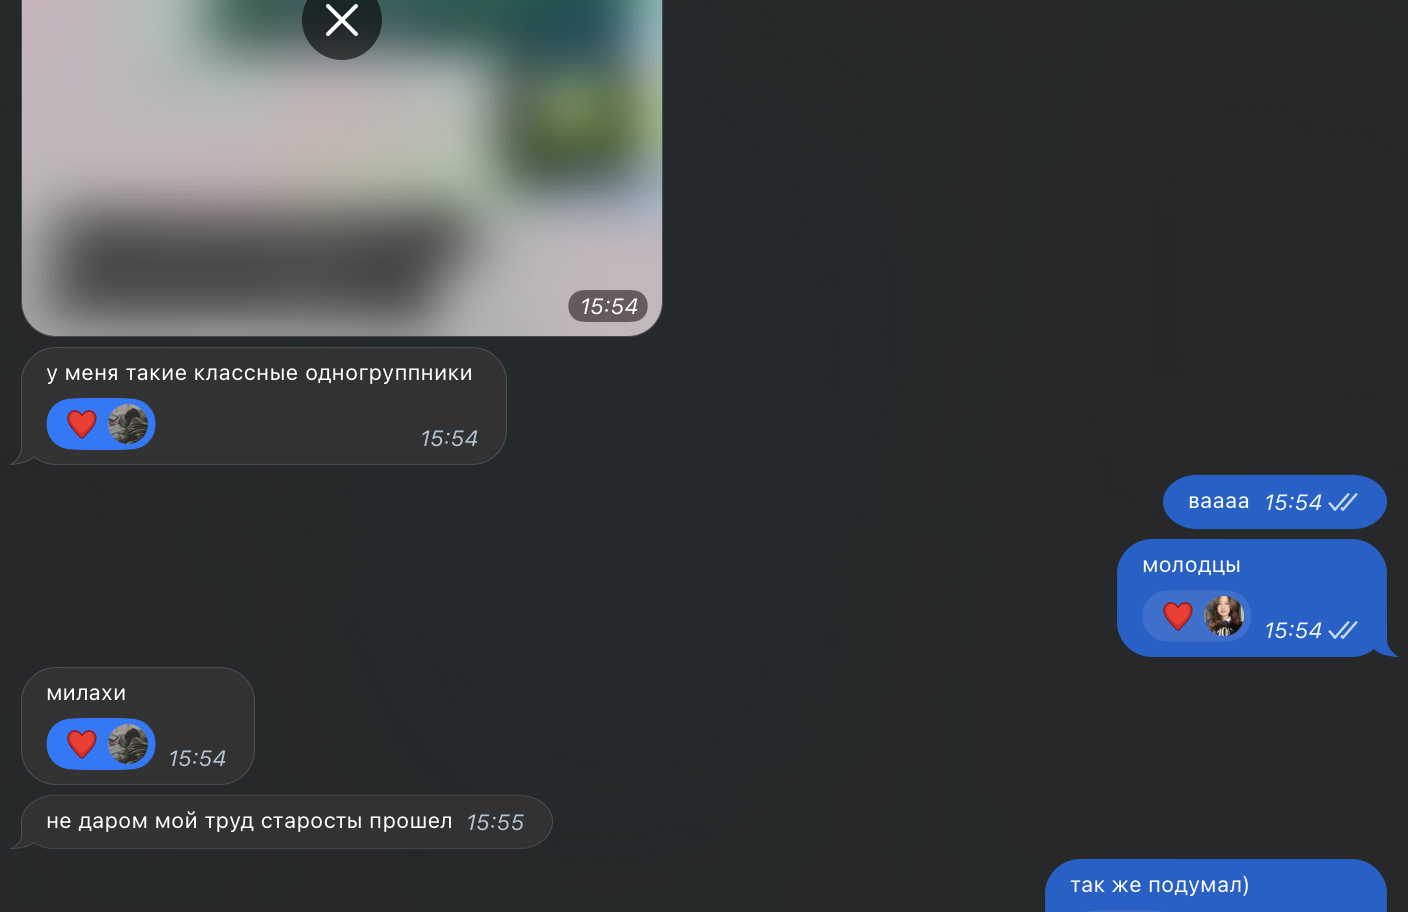 15:54
у меня такие классные одногруппники
15:54
ваааа 15:54
молодцы
15:54
милахи
15:54
не даром мой труд старосты прошел 15:55
так же подумал)